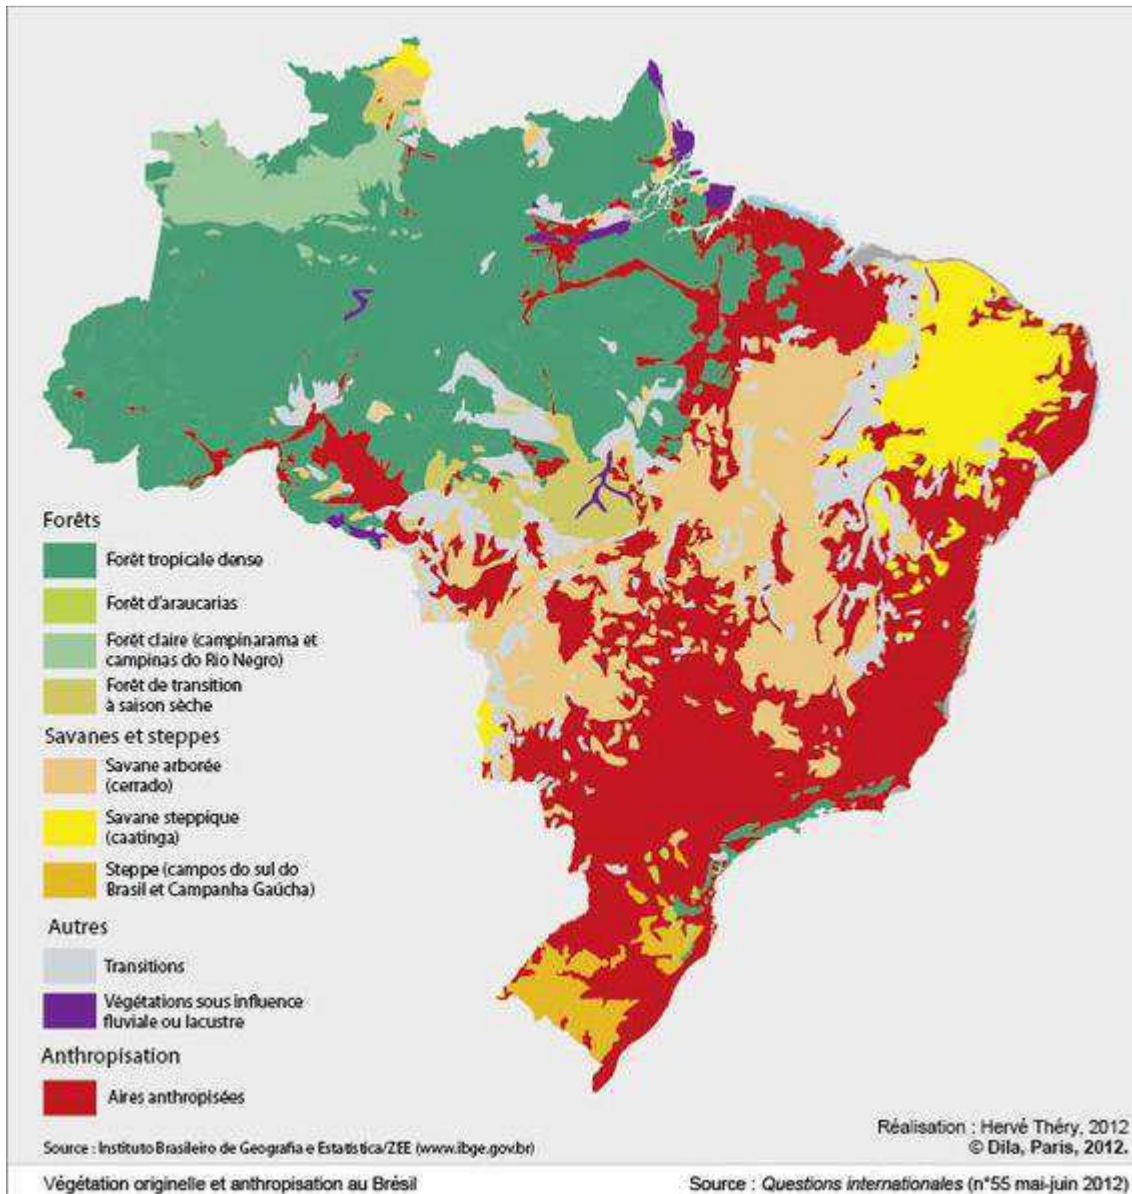 Forêts
Forêt tropicale dense
Forêt d'araucarias
Forêt claire (campinarama et
campinas do Rio Negro)
Forêt de transition
à saison sèche
Savanes et steppes
Savane arborée
(cerrado)
Savane steppique
(caatinga)
Steppe (campos do sul do
Brasil et Campanha Gaúcha)
Autres
Transitions
Végétations sous influence
fluviale ou lacustre
Anthropisation
Aires anthropisées
Réalisation : Hervé Théry, 2012
Source : Instituto Brasileiro de Geografia e Estatística/ZEE (www.ibge.gov.br)
© Dila, Paris, 2012.
Végétation originelle et anthropisation au Brésil
Source : Questions internationales (n°55 mai-juin 2012)